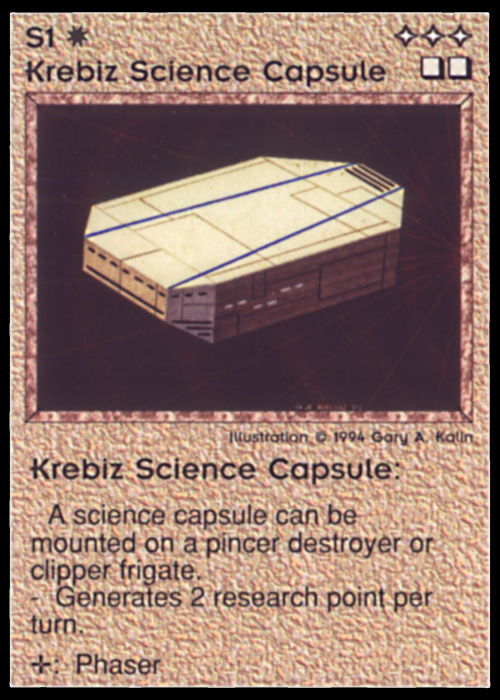 S1
Krebiz Science Capsule
Illustration © 1994 Gary A. Kalin
Krebiz Science Capsule:
A science capsule can be
mounted on a pincer destroyer or
clipper frigate.
- Generates 2 research point per
turn.
✛: Phaser